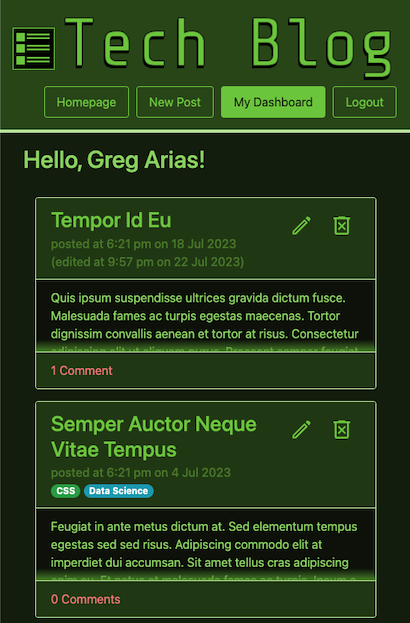 Tech Blog
Homepage
New Post
My Dashboard
Logout
Hello, Greg Arias!
Tempor Id Eu
posted at 6:21 pm on 18 Jul 2023
(edited at 9:57 pm on 22 Jul 2023)
Quis ipsum suspendisse ultrices gravida dictum fusce.
Malesuada fames ac turpis egestas maecenas. Tortor
dignissim convallis aenean et tortor at risus. Consectetur
1 Comment
Semper Auctor Neque
Vitae Tempus
posted at 6:21 pm on 4 Jul 2023
CSS Data Science
Feugiat in ante metus dictum at. Sed elementum tempus
egestas sed sed risus. Adipiscing commodo elit at
imperdiet dui accumsan. Sit amet tellus cras adipiscing
0 Comments